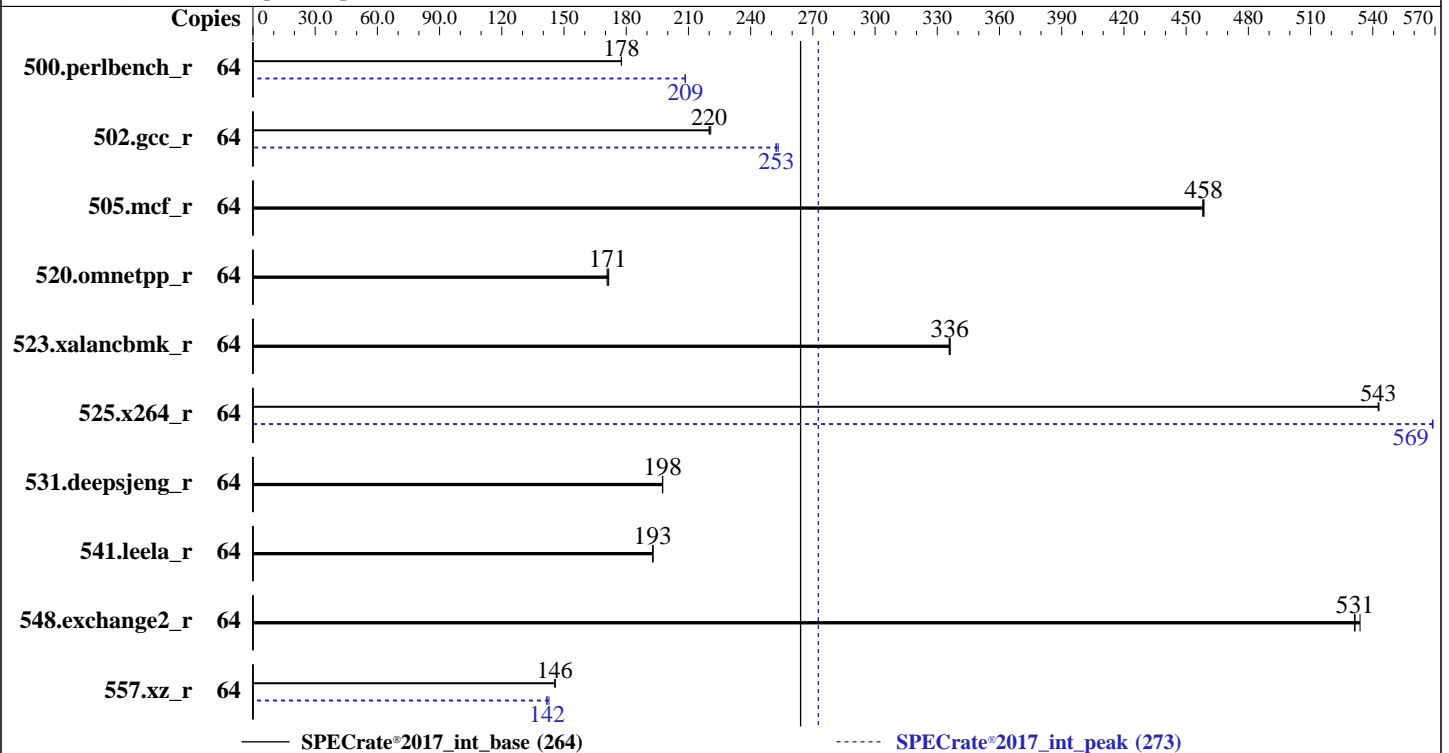 Copies 0 30.0 60.0 90.0 120 150 180 210 240 270 300 330 360 390 420 450 480 510 540 570
500.perlbench_r 64 178
209
502.gcc_r 64 220
253
505.mcf_r 64 458
520.omnetpp_r 64 171
523.xalancbmk_r 64 336
525.x264_r 64 543
569
531.deepsjeng_r 64 198
541.leela_r 64 193
548.exchange2_r 64 531
557.xz_r 64 146
142
SPECrate®2017_int_base (264) SPECrate®2017_int_peak (273)